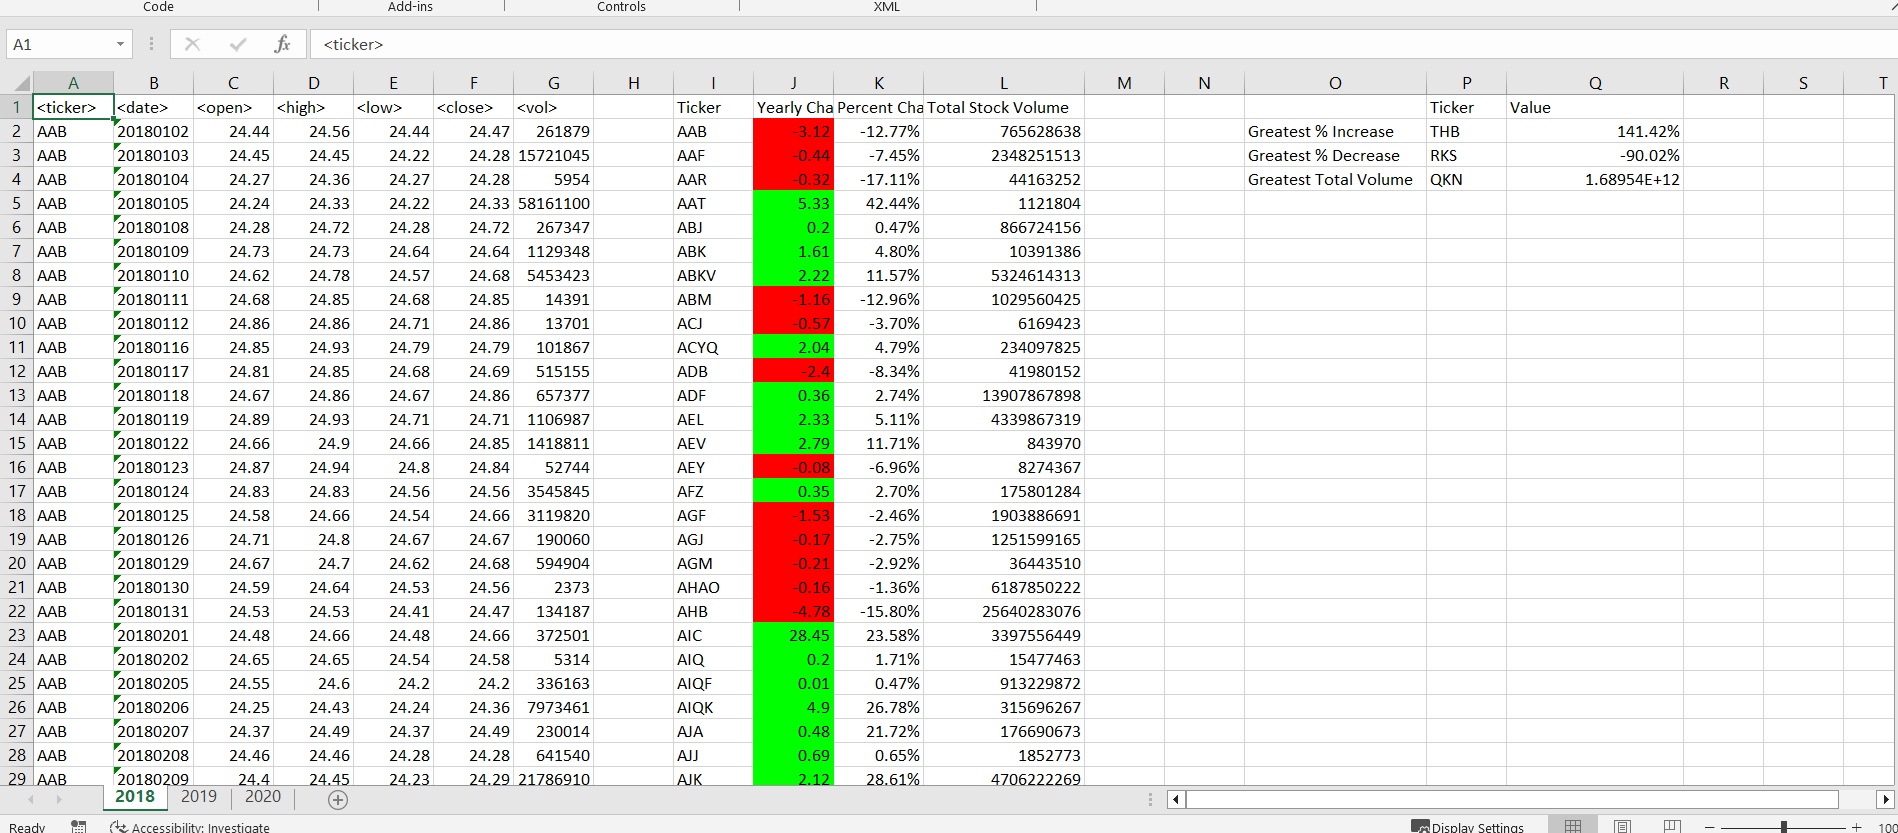 Code Add-ins Controls XML
A1 fx <ticker>
A B C D E F G H I J K L M N O P Q R S T
1 <ticker> <date> <open> <high> <low> <close> <vol> Ticker Yearly Cha Percent Cha Total Stock Volume Ticker Value
2 AAB 20180102 24.44 24.56 24.44 24.47 261879 AAB -3.12 -12.77% 765628638 Greatest % Increase THB 141.42%
3 AAB 20180103 24.45 24.45 24.22 24.28 15721045 AAF -0.44 -7.45% 2348251513 Greatest % Decrease RKS -90.02%
4 AAB 20180104 24.27 24.36 24.27 24.28 5954 AAR -0.32 -17.11% 44163252 Greatest Total Volume QKN 1.68954E+12
5 AAB 20180105 24.24 24.33 24.22 24.33 58161100 AAT 5.33 42.44% 1121804
6 AAB 20180108 24.28 24.72 24.28 24.72 267347 ABJ 0.2 0.47% 866724156
7 AAB 20180109 24.73 24.73 24.64 24.64 1129348 ABK 1.61 4.80% 10391386
8 AAB 20180110 24.62 24.78 24.57 24.68 5453423 ABKV 2.22 11.57% 5324614313
9 AAB 20180111 24.68 24.85 24.68 24.85 14391 ABM -1.16 -12.96% 1029560425
10 AAB 20180112 24.86 24.86 24.71 24.86 13701 ACJ -0.57 -3.70% 6169423
11 AAB 20180116 24.85 24.93 24.79 24.79 101867 ACYQ 2.04 4.79% 234097825
12 AAB 20180117 24.81 24.85 24.68 24.69 515155 ADB -2.4 -8.34% 41980152
13 AAB 20180118 24.67 24.86 24.67 24.86 657377 ADF 0.36 2.74% 13907867898
14 AAB 20180119 24.89 24.93 24.71 24.71 1106987 AEL 2.33 5.11% 4339867319
15 AAB 20180122 24.66 24.9 24.66 24.85 1418811 AEV 2.79 11.71% 843970
16 AAB 20180123 24.87 24.94 24.8 24.84 52744 AEY -0.08 -6.96% 8274367
17 AAB 20180124 24.83 24.83 24.56 24.56 3545845 AFZ 0.35 2.70% 175801284
18 AAB 20180125 24.58 24.66 24.54 24.66 3119820 AGF -1.53 -2.46% 1903886691
19 AAB 20180126 24.71 24.8 24.67 24.67 190060 AGJ -0.17 -2.75% 1251599165
20 AAB 20180129 24.67 24.7 24.62 24.68 594904 AGM -0.21 -2.92% 36443510
21 AAB 20180130 24.59 24.64 24.53 24.56 2373 AHAO -0.16 -1.36% 6187850222
22 AAB 20180131 24.53 24.53 24.41 24.47 134187 AHB -4.78 -15.80% 25640283076
23 AAB 20180201 24.48 24.66 24.48 24.66 372501 AIC 28.45 23.58% 3397556449
24 AAB 20180202 24.65 24.65 24.54 24.58 5314 AIQ 0.2 1.71% 15477463
25 AAB 20180205 24.55 24.6 24.2 24.2 336163 AIQF 0.01 0.47% 913229872
26 AAB 20180206 24.25 24.43 24.24 24.36 7973461 AIQK 4.9 26.78% 315696267
27 AAB 20180207 24.37 24.49 24.37 24.49 230014 AJA 0.48 21.72% 176690673
28 AAB 20180208 24.46 24.46 24.28 24.28 641540 AJJ 0.69 0.65% 1852773
29 AAB 20180209 24.4 24.45 24.23 24.29 21786910 AJK 2.12 28.61% 4706222269
2018 2019 2020
Ready Accessibility: Investigate Display Settings 100